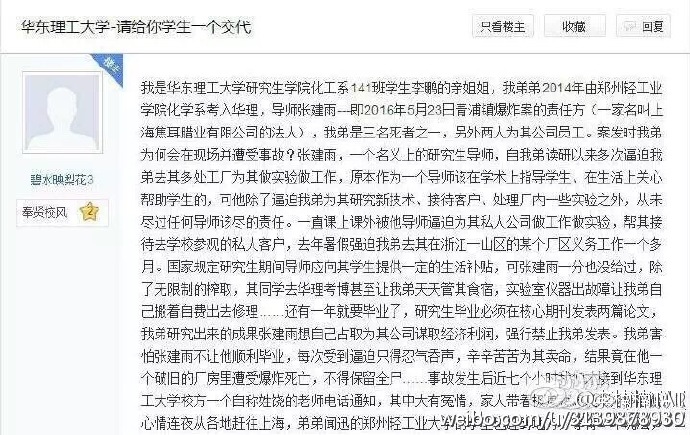 华东理工大学-请给你学生一个交代
只看楼主
收藏
回复
楼主
碧水映梨花3
奉贤校风
2
我是华东理工大学研究生学院化工系141班学生李鹏的亲姐姐，我弟弟2014年由郑州轻工业
学院化学系考入华理，导师张建雨---即2016年5月23日青浦镇爆炸案的责任方（一家名叫上
海焦耳腊业有限公司的法人），我弟是三名死者之一，另外两人为其公司员工。案发时我弟
为何会在现场并遭受事故？张建雨，一个名义上的研究生导师，自我弟读研以来多次逼迫我
弟去其多处工厂为其做实验做工作，原本作为一个导师该在学术上指导学生、在生活上关心
帮助学生的，可他除了逼迫我弟为其研究新技术、接待客户、处理厂内一些实验之外，从未
尽过任何导师该尽的责任。一直课上课外被他导师逼迫为其私人公司做工作做实验，帮其接
待去学校参观的私人客户，去年暑假强迫我弟去其在浙江一山区的某个厂区义务工作一个多
月。国家规定研究生期间导师应向其学生提供一定的生活补贴，可张建雨一分也没给过，除
了无限制的榨取，其同学去华理考博甚至让我弟天天管其食宿，实验室仪器出故障让我弟自
己搬着自费出去修理……还有一年就要毕业了，研究生毕业必须在核心期刊发表两篇论文，
我弟研究出来的成果张建雨想自己占取为其公司谋取经济利润，强行禁止我弟发表。我弟害
怕张建雨不让他顺利毕业，每次受到逼迫只得忍气吞声，辛辛苦苦为其卖命，结果竟在他一
个破旧的厂房里遭受爆炸死亡，不得保留全尸……事故发生后近七个小时 接到华东理
工大学校方一个自称姓饶的老师电话通知，其中大有冤情，家人带着
心情连夜从各地赶往上海，弟弟闻迅的郑州轻工业大学
weibo.com/u/3139878930